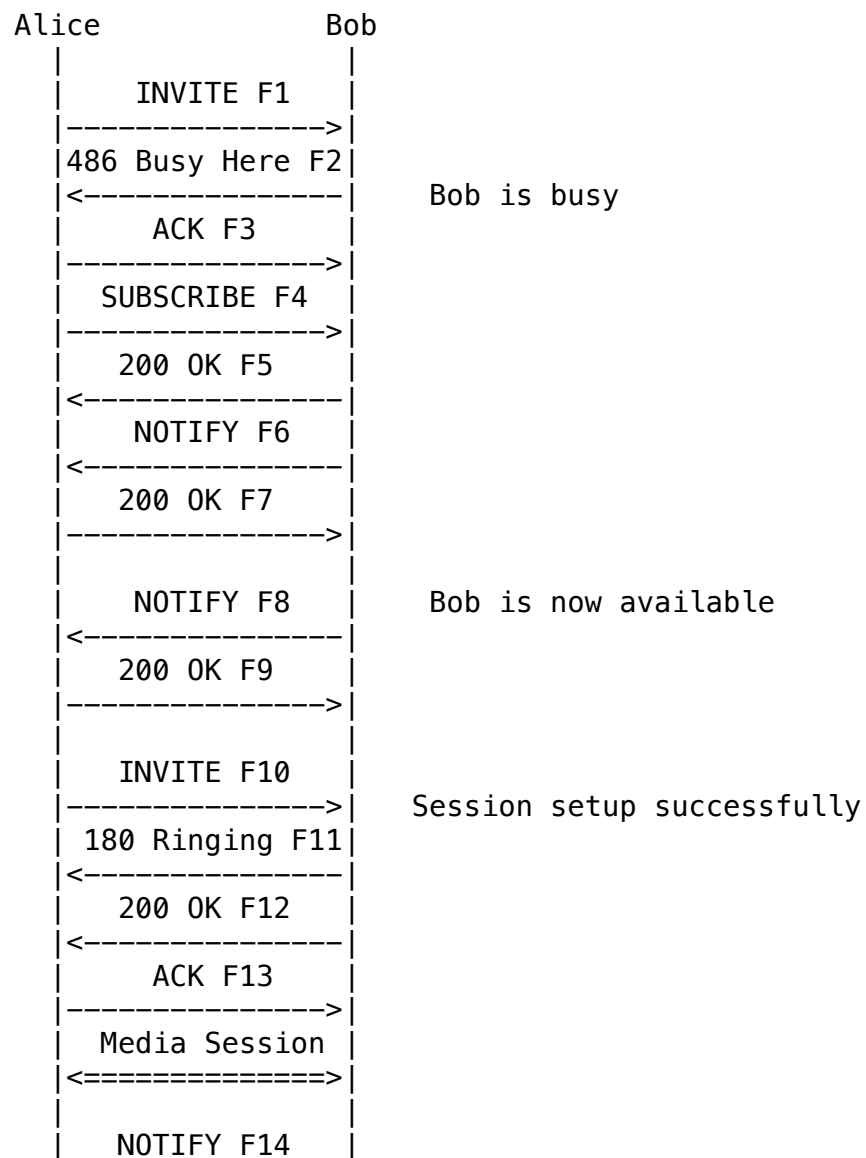 Alice Bob
INVITE F1
486 Busy Here F2
Bob is busy
ACK F3
SUBSCRIBE F4
200 OK F5
NOTIFY F6
200 OK F7
NOTIFY F8 Bob is now available
200 OK F9
INVITE F10
Session setup successfully
180 Ringing F11
200 OK F12
ACK F13
Media Session
NOTIFY F14